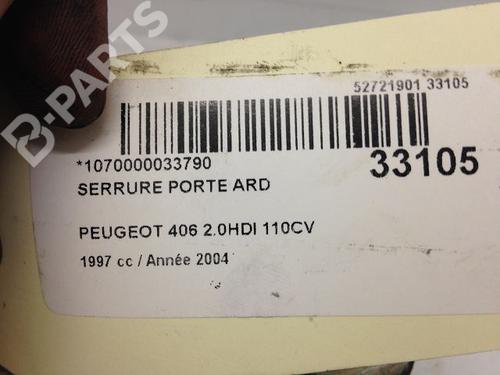 B-PARTS
52721901 33105
*1070000033790
33105
SERRURE PORTE ARD
PEUGEOT 406 2.0HDI 110CV
1997 cc / Année 2004